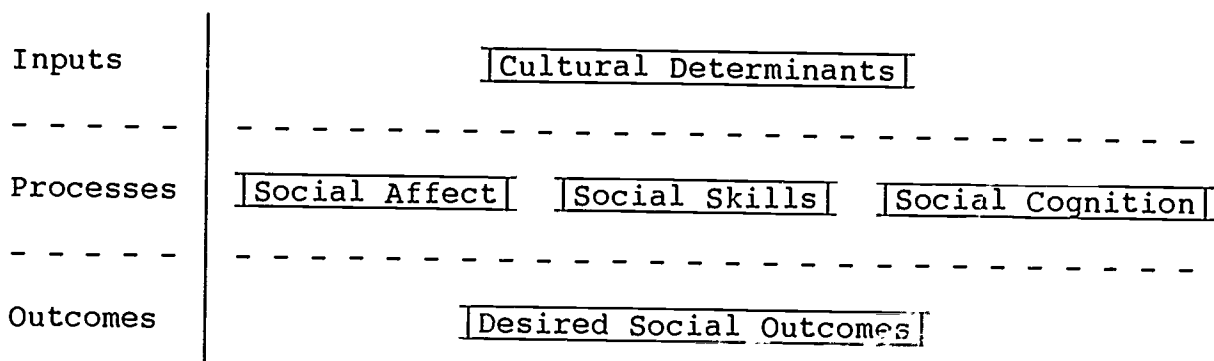 Inputs Cultural Determinants
Processes Social Affect Social Skills Social Cognition
Outcomes Desired Social Outcomes